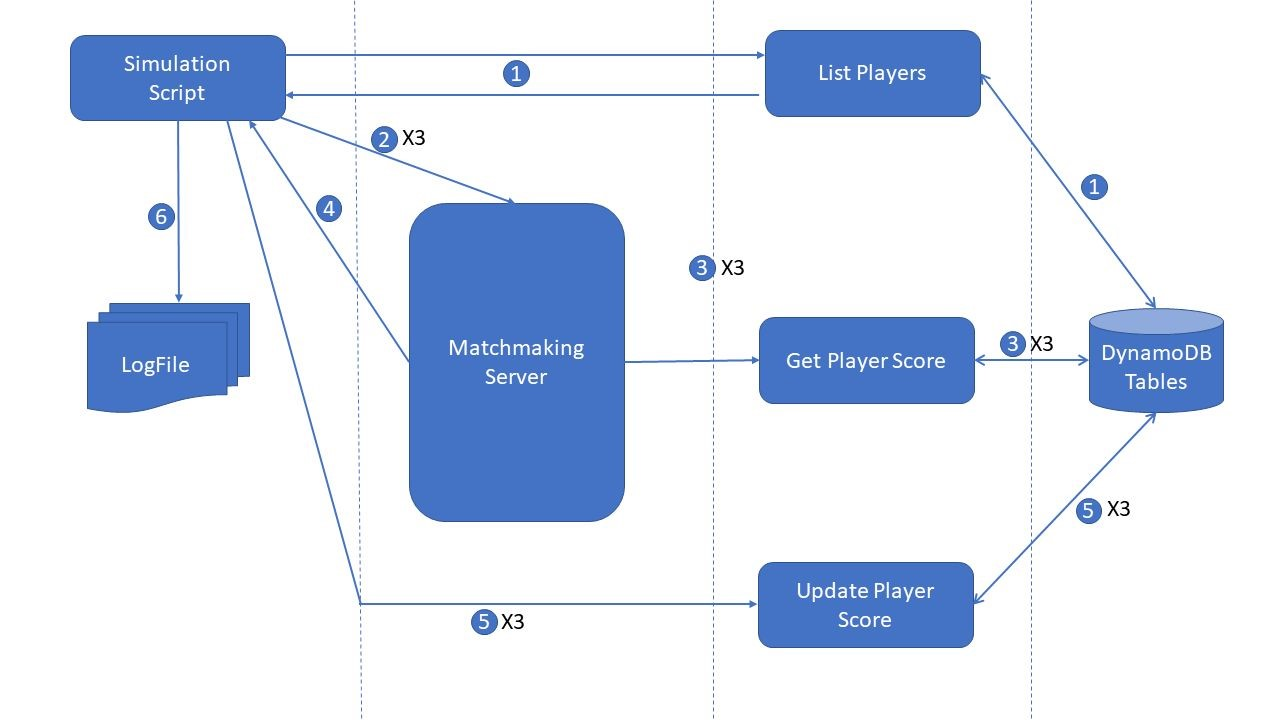 Simulation
Script
1
List Players
2 X3
4
6
1
3 X3
LogFile
Matchmaking
Server
Get Player Score
3 X3
DynamoDB
Tables
5 X3
Update Player
Score
5 X3